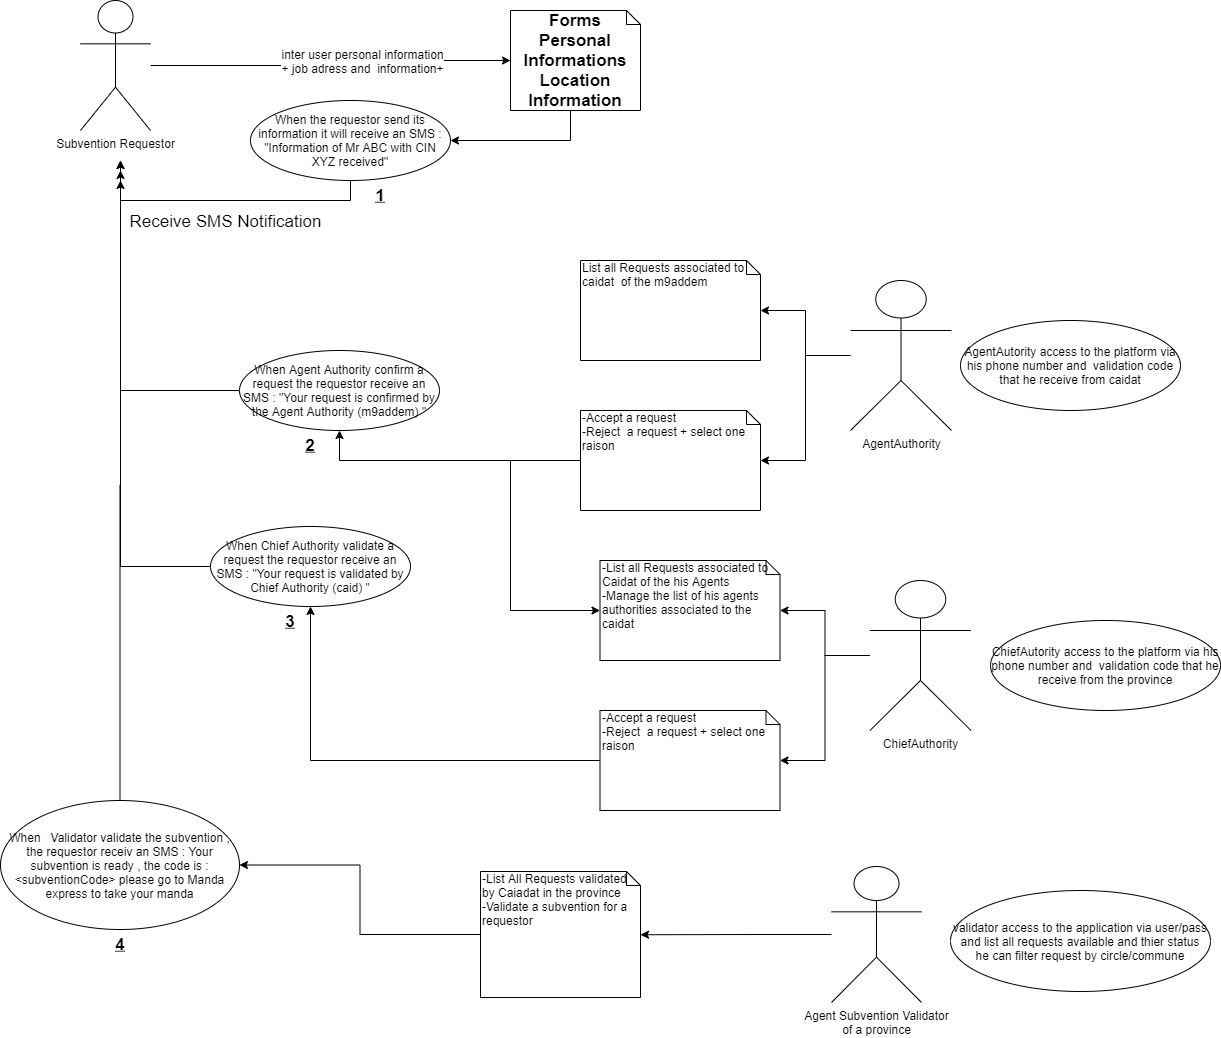 Subvention Requestor
inter user personal information
+ job adress and  information+
Forms
Personal
Informations
Location
Information
When the requestor send its
information it will receive an SMS :
"Information of Mr ABC with CIN
XYZ received"
1
Receive SMS Notification
List all Requests associated to
caidat  of the m9addem
AgentAuthority
AgentAutority access to the platform via
his phone number and  validation code
that he receive from caidat
When Agent Authority confirm a
request the requestor receive an
SMS : "Your request is confirmed by
the Agent Authority (m9addem) "
2
-Accept a request
-Reject  a request + select one
raison
When Chief Authority validate a
request the requestor receive an
SMS : "Your request is validated by
Chief Authority (caid) "
3
-List all Requests associated to
Caidat of the his Agents
-Manage the list of his agents
authorities associated to the
caidat
ChiefAuthority
ChiefAutority access to the platform via his
phone number and  validation code that he
receive from the province
-Accept a request
-Reject  a request + select one
raison
When   Validator validate the subvention ,
the requestor receiv an SMS : Your
subvention is ready , the code is :
<subventionCode> please go to Manda
express to take your manda
4
-List All Requests validated
by Caiadat in the province
-Validate a subvention for a
requestor
Agent Subvention Validator
of a province
validator access to the application via user/pass
and list all requests available and thier status
he can filter request by circle/commune